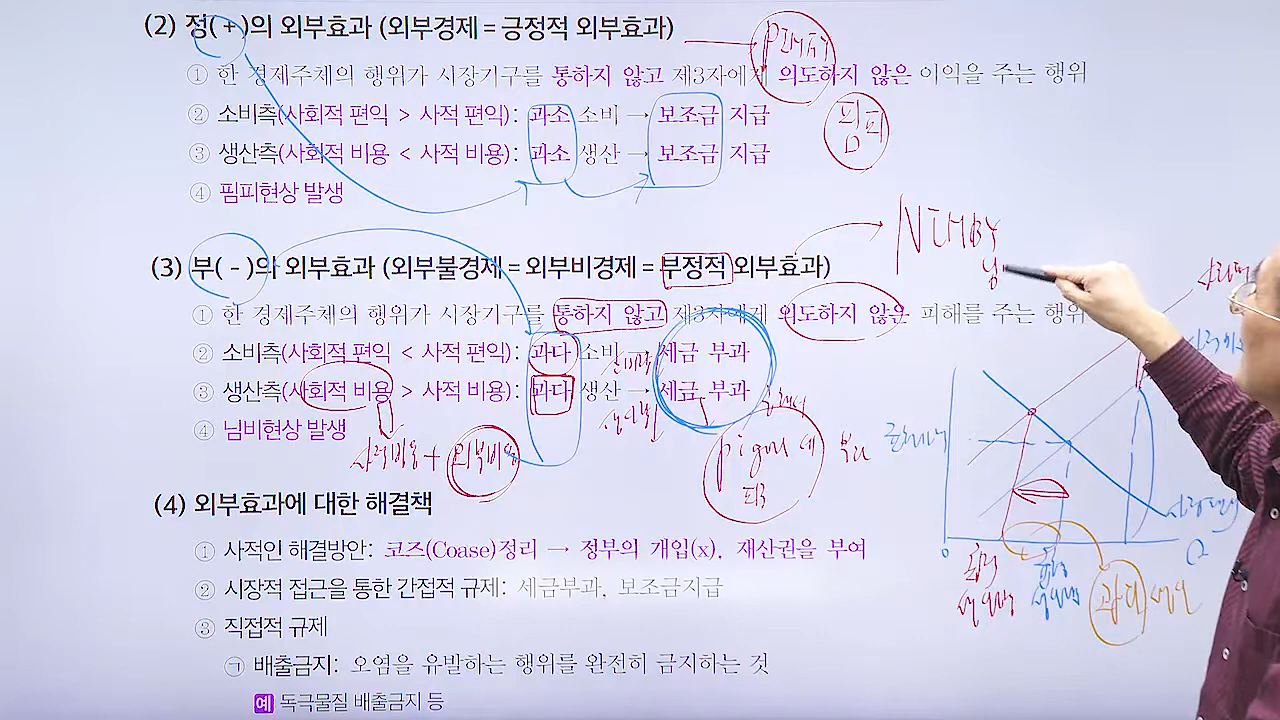 (2) 정( + )의 외부효과 (외부경제 = 긍정적 외부효과)
PIMFY
① 한 경제주체의 행위가 시장기구를 통하지 않고 제3자에게 의도하지 않은 이익을 주는 행위
② 소비측(사회적 편익 > 사적 편익): 과소 소비 → 보조금 지급
핌피
③ 생산측(사회적 비용 < 사적 비용): 과소 생산 → 보조금 지급
④ 핌피현상 발생
NIMBY
(3) 부( - )의 외부효과 (외부불경제 = 외부비경제 = 부정적 외부효과)
① 한 경제주체의 행위가 시장기구를 통하지 않고 제3자에게 의도하지 않은 피해를 주는 행위
② 소비측(사회적 편익 < 사적 편익): 과다 소비 → 세금 부과
③ 생산측(사회적 비용 > 사적 비용): 과다 생산 → 세금 부과
④ 님비현상 발생
사적비용 + 외부비용
pigou 세
(4) 외부효과에 대한 해결책
① 사적인 해결방안: 코즈(Coase)정리 → 정부의 개입(x), 재산권을 부여
0 Q
② 시장적 접근을 통한 간접적 규제: 세금부과, 보조금지급
과다 생산
③ 직접적 규제
㉠ 배출금지: 오염을 유발하는 행위를 완전히 금지하는 것
예 독극물질 배출금지 등